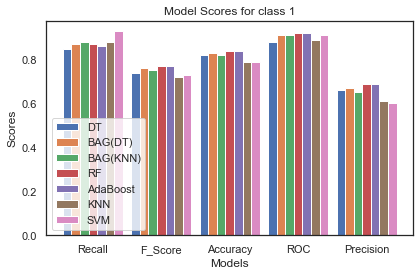 Model Scores for class 1
Scores
0.8
0.6
0.4
0.2
0.0
DT
BAG(DT)
BAG(KNN)
RF
AdaBoost
KNN
SVM
Recall F_Score Accuracy ROC Precision
Models